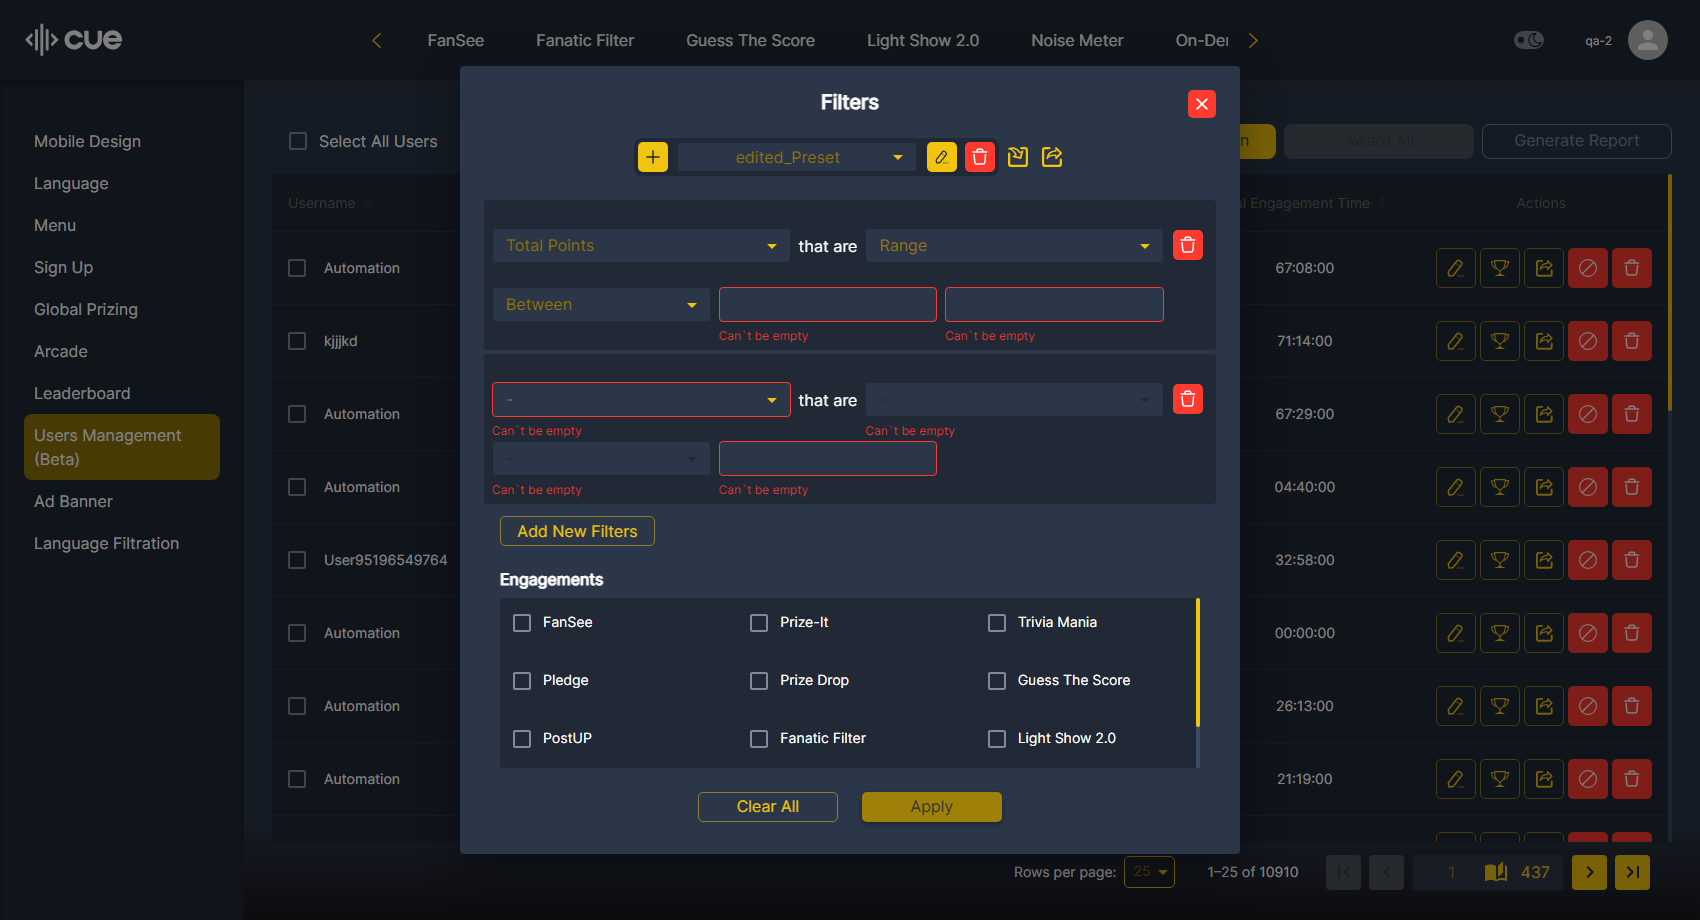 cue
FanSee
Fanatic Filter
Guess The Score
Light Show 2.0
Noise Meter
On-Der
qa-2
Filters
Mobile Design
Language
Menu
Sign Up
Global Prizing
Arcade
Leaderboard
Users Management
(Beta)
Ad Banner
Language Filtration
Select All Users
n
Award All
Generate Report
edited_Preset
Username
al Engagement Time
Actions
Total Points
that are
Range
Between
Can`t be empty
Can`t be empty
-
that are
-
Can`t be empty
Can`t be empty
-
Can`t be empty
Can`t be empty
Add New Filters
Engagements
FanSee
Prize-It
Trivia Mania
Pledge
Prize Drop
Guess The Score
PostUP
Fanatic Filter
Light Show 2.0
Clear All
Apply
Automation
67:08:00
kjjjkd
71:14:00
Automation
67:29:00
Automation
04:40:00
User95196549764
32:58:00
Automation
00:00:00
Automation
26:13:00
Automation
21:19:00
Rows per page:
25
1–25 of 10910
1
437